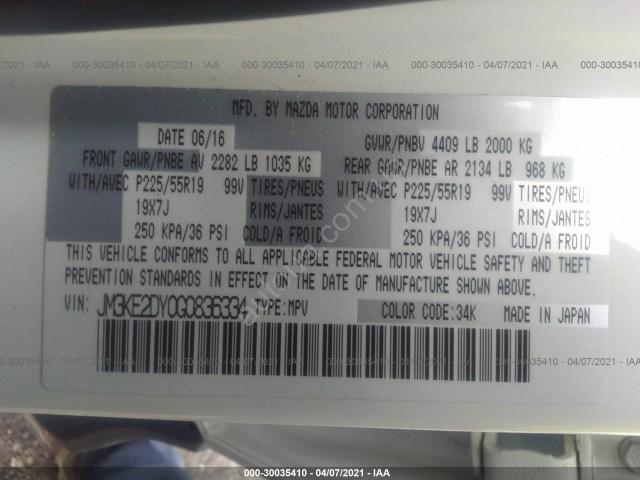 000-30035410 - 04/07/2021 - IAA
MFD. BY MAZDA MOTOR CORPORATION
DATE 06/16 GVWR/PNBV 4409 LB 2000 KG
FRONT GAWR/PNBE AV 2282 LB 1035 KG REAR GAWR/PNBE AR 2134 LB 968 KG
WITH/AVEC P225/55R19 99V TIRES/PNEUS WITH/AVEC P225/55R19 99V TIRES/PNEUS
19X7J RIMS/JANTES 19X7J RIMS/JANTES
250 KPA/36 PSI COLD/A FROID 250 KPA/36 PSI COLD/A FROID
THIS VEHICLE CONFORMS TO ALL APPLICABLE FEDERAL MOTOR VEHICLE SAFETY AND THEFT
PREVENTION STANDARDS IN EFFECT ON THE DATE OF MANUFACTURE SHOWN ABOVE.
VIN: JM3KE2DY0G0836334 TYPE:MPV COLOR CODE:34K MADE IN JAPAN
000-30035410 - 04/07/2021 - IAA